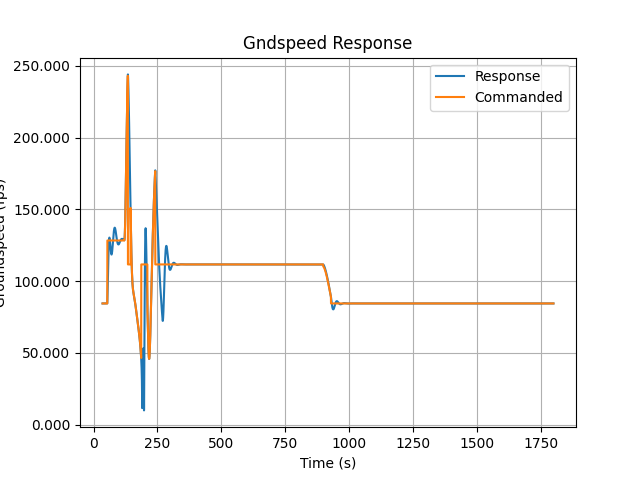 Gndspeed Response
Response
Commanded
250.000
200.000
150.000
100.000
50.000
0.000
Groundspeed (fps)
0
250
500
750
1000
1250
1500
1750
Time (s)